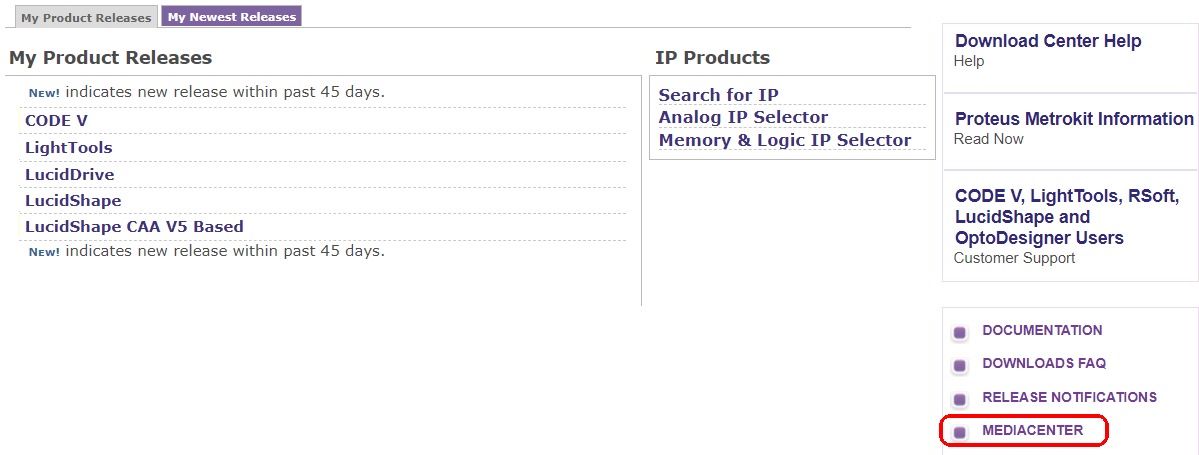 My Product Releases
My Newest Releases
My Product Releases
New! indicates new release within past 45 days.
CODE V
LightTools
LucidDrive
LucidShape
LucidShape CAA V5 Based
New! indicates new release within past 45 days.
IP Products
Search for IP
Analog IP Selector
Memory & Logic IP Selector
Download Center Help
Help
Proteus Metrokit Information
Read Now
CODE V, LightTools, RSoft,
LucidShape and
OptoDesigner Users
Customer Support
DOCUMENTATION
DOWNLOADS FAQ
RELEASE NOTIFICATIONS
MEDIACENTER